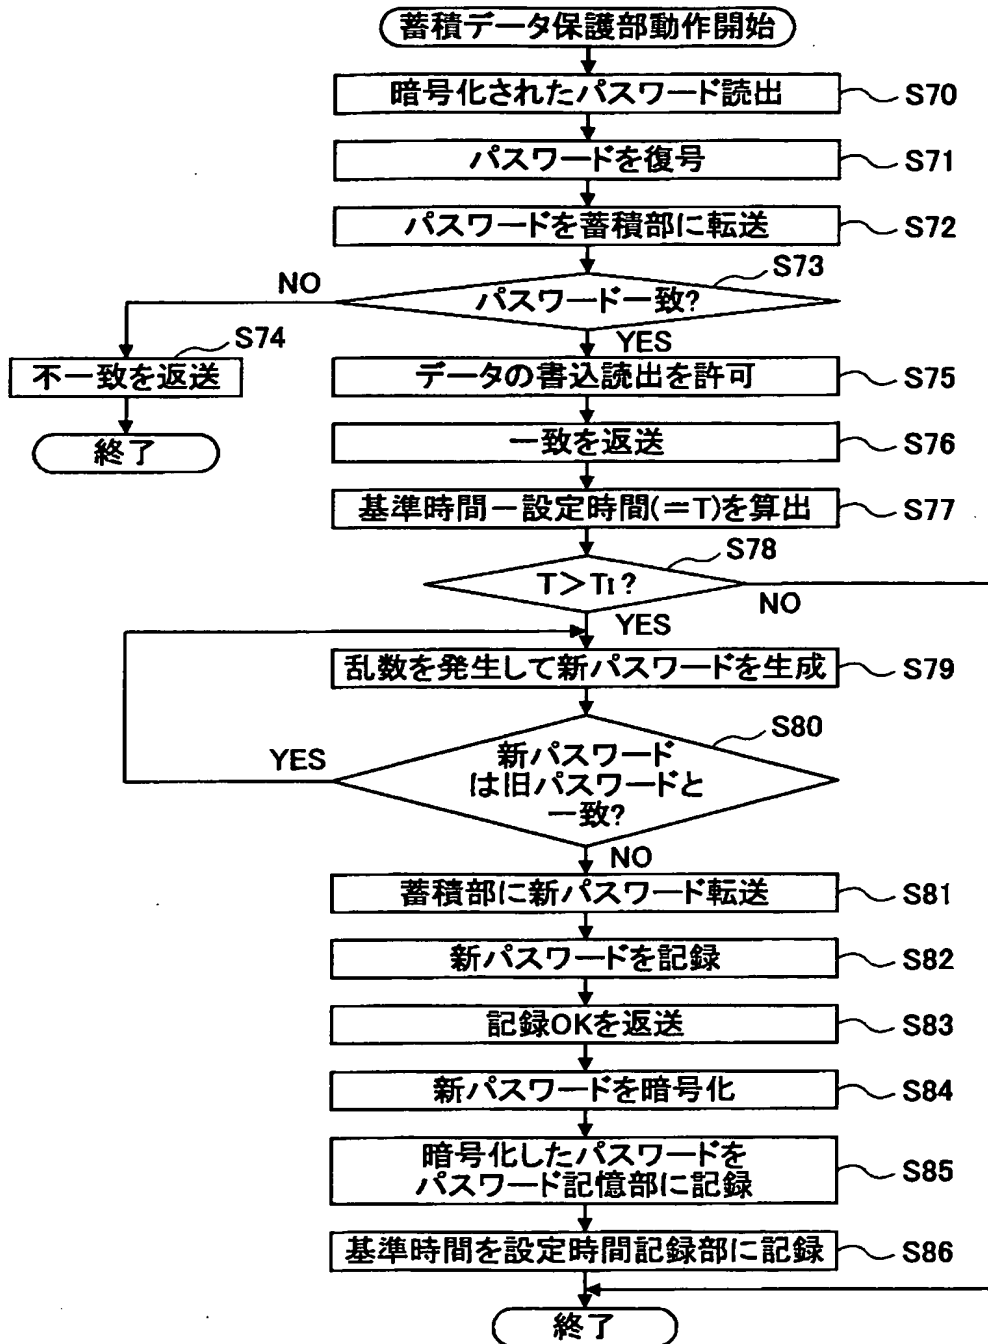 蓄積データ保護部動作開始
暗号化されたパスワード読出
S70
パスワードを復号
S71
パスワードを蓄積部に転送
S72
S73
NO
パスワード一致?
YES
S74
不一致を返送
データの書込読出を許可
S75
終了
一致を返送
S76
基準時間－設定時間(＝T)を算出
S77
S78
T＞TI?
NO
YES
乱数を発生して新パスワードを生成
S79
S80
YES
新パスワード
は旧パスワードと
一致?
NO
蓄積部に新パスワード転送
S81
新パスワードを記録
S82
記録OKを返送
S83
新パスワードを暗号化
S84
暗号化したパスワードを
パスワード記憶部に記録
S85
基準時間を設定時間記録部に記録
S86
終了